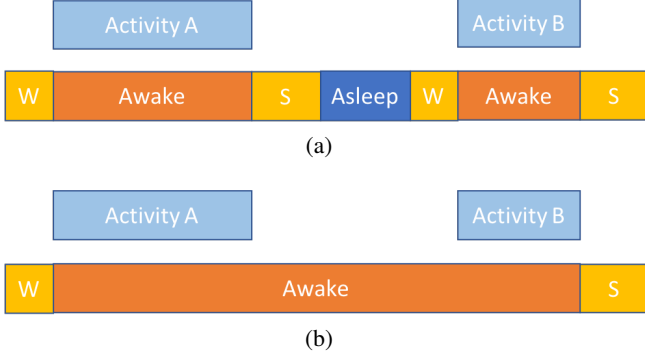 Activity A Activity B
W Awake S Asleep W Awake S
(a)
Activity A Activity B
W Awake S
(b)